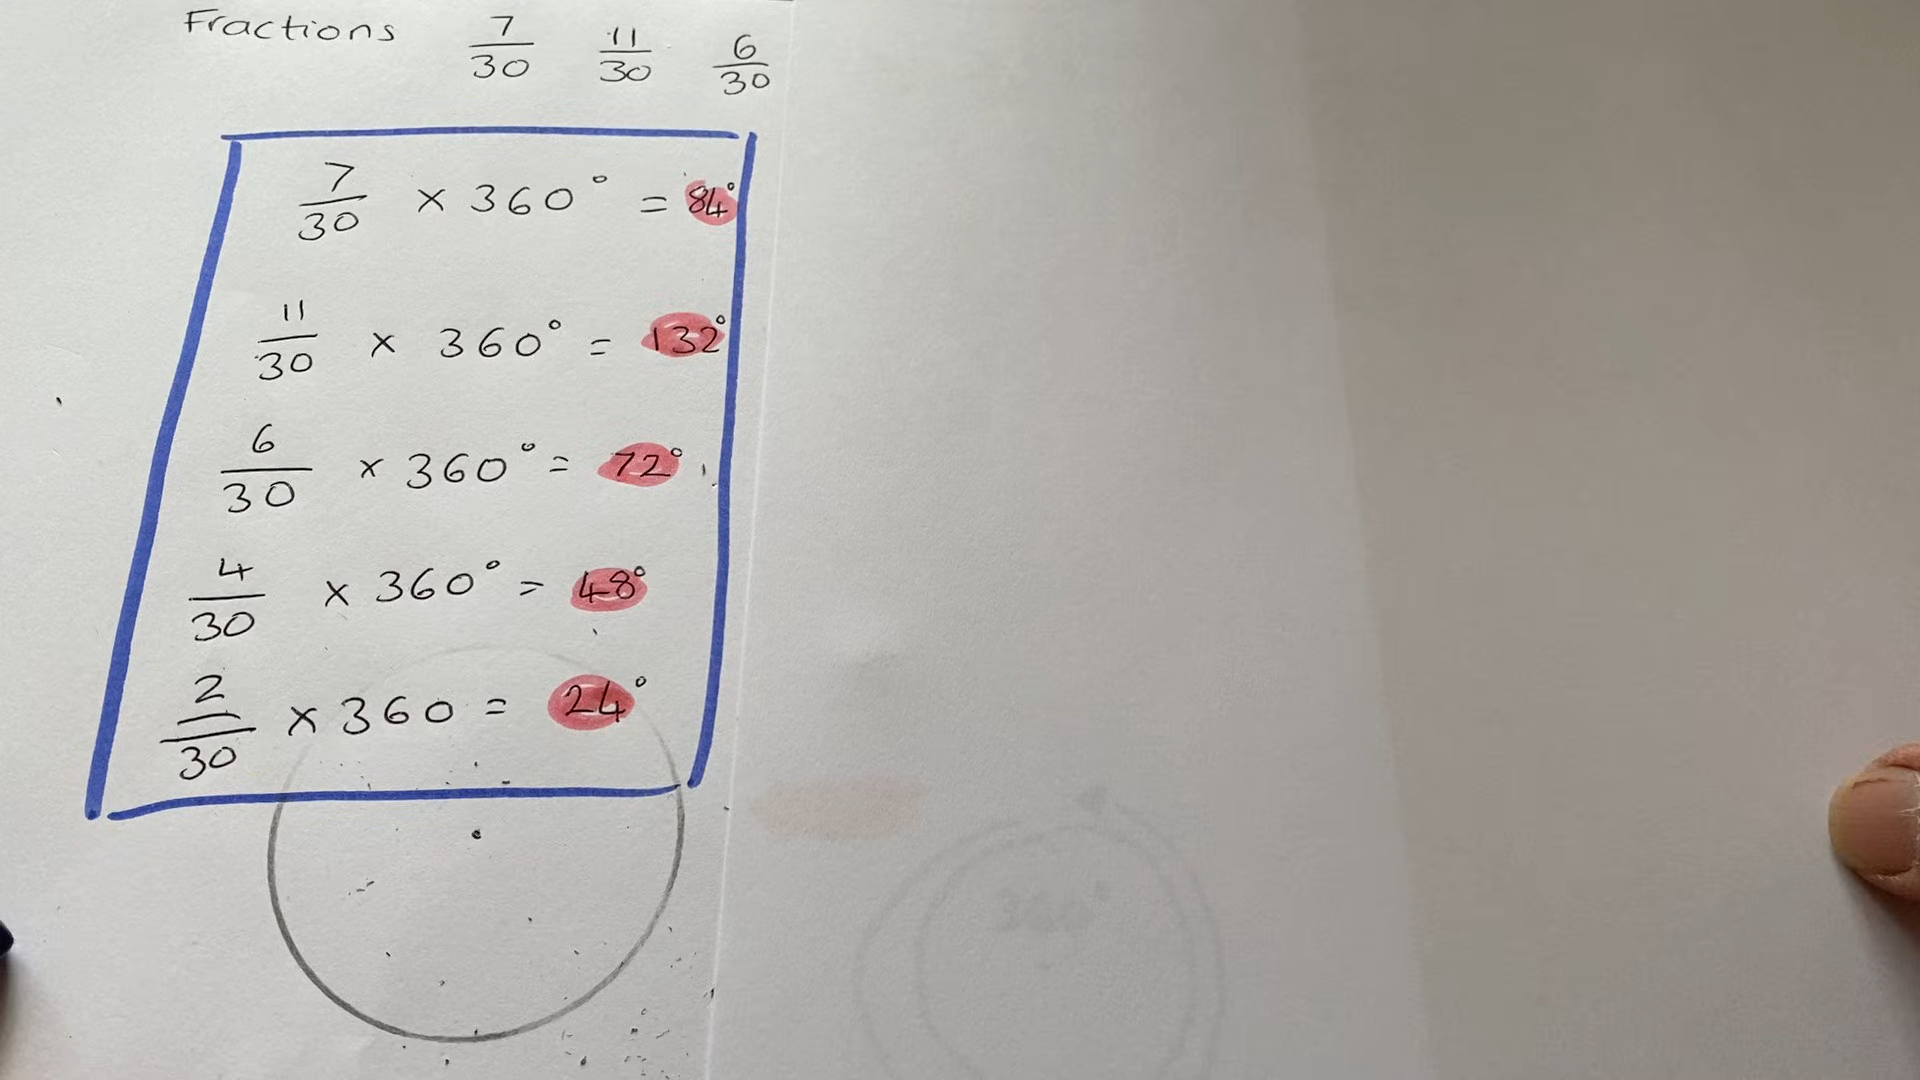 Fractions 7/30 11/30 6/30
7/30 × 360° = 84°
11/30 × 360° = 132°
6/30 × 360° = 72°
4/30 × 360° = 48°
2/30 × 360 = 24°